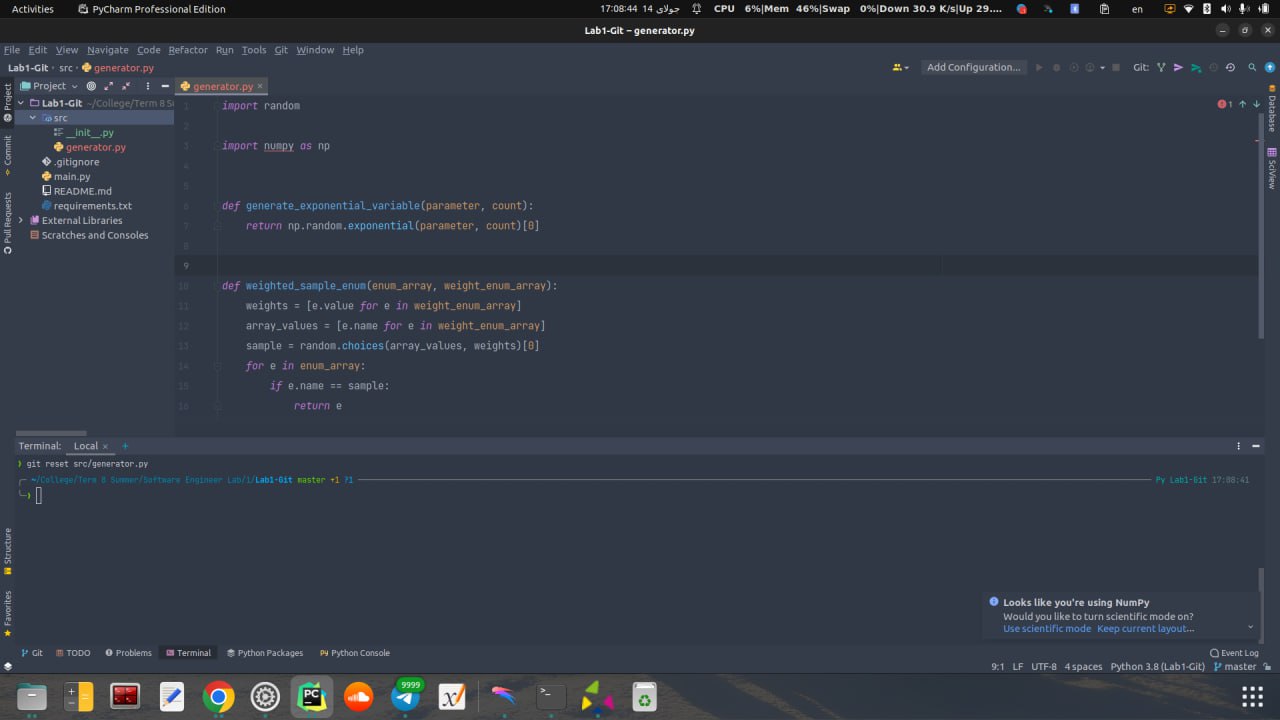 Activities PyCharm Professional Edition 17:08:44 14 جولای CPU 6%|Mem 46%|Swap 0%|Down 30.9 K/s|Up 29.... en
Lab1-Git – generator.py
File Edit View Navigate Code Refactor Run Tools Git Window Help
Lab1-Git src generator.py Add Configuration... Git:
Project
generator.py
Lab1-Git ~/College/Term 8 Su
src
__init__.py
generator.py
.gitignore
main.py
README.md
requirements.txt
External Libraries
Scratches and Consoles
Project
Commit
Pull Requests
Structure
Favorites
1 import random
2
3 import numpy as np
4
5
6 def generate_exponential_variable(parameter, count):
7 return np.random.exponential(parameter, count)[0]
8
9
10 def weighted_sample_enum(enum_array, weight_enum_array):
11 weights = [e.value for e in weight_enum_array]
12 array_values = [e.name for e in weight_enum_array]
13 sample = random.choices(array_values, weights)[0]
14 for e in enum_array:
15 if e.name == sample:
16 return e
1
Database
SciView
Terminal: Local +
❯ git reset src/generator.py
~/College/Term 8 Summer/Software Engineer Lab/1/Lab1-Git master +1 ?1 Py Lab1-Git 17:08:41
❯
Looks like you're using NumPy
Would you like to turn scientific mode on?
Use scientific mode Keep current layout...
Git TODO Problems Terminal Python Packages Python Console Event Log
9:1 LF UTF-8 4 spaces Python 3.8 (Lab1-Git) master
PC
9999